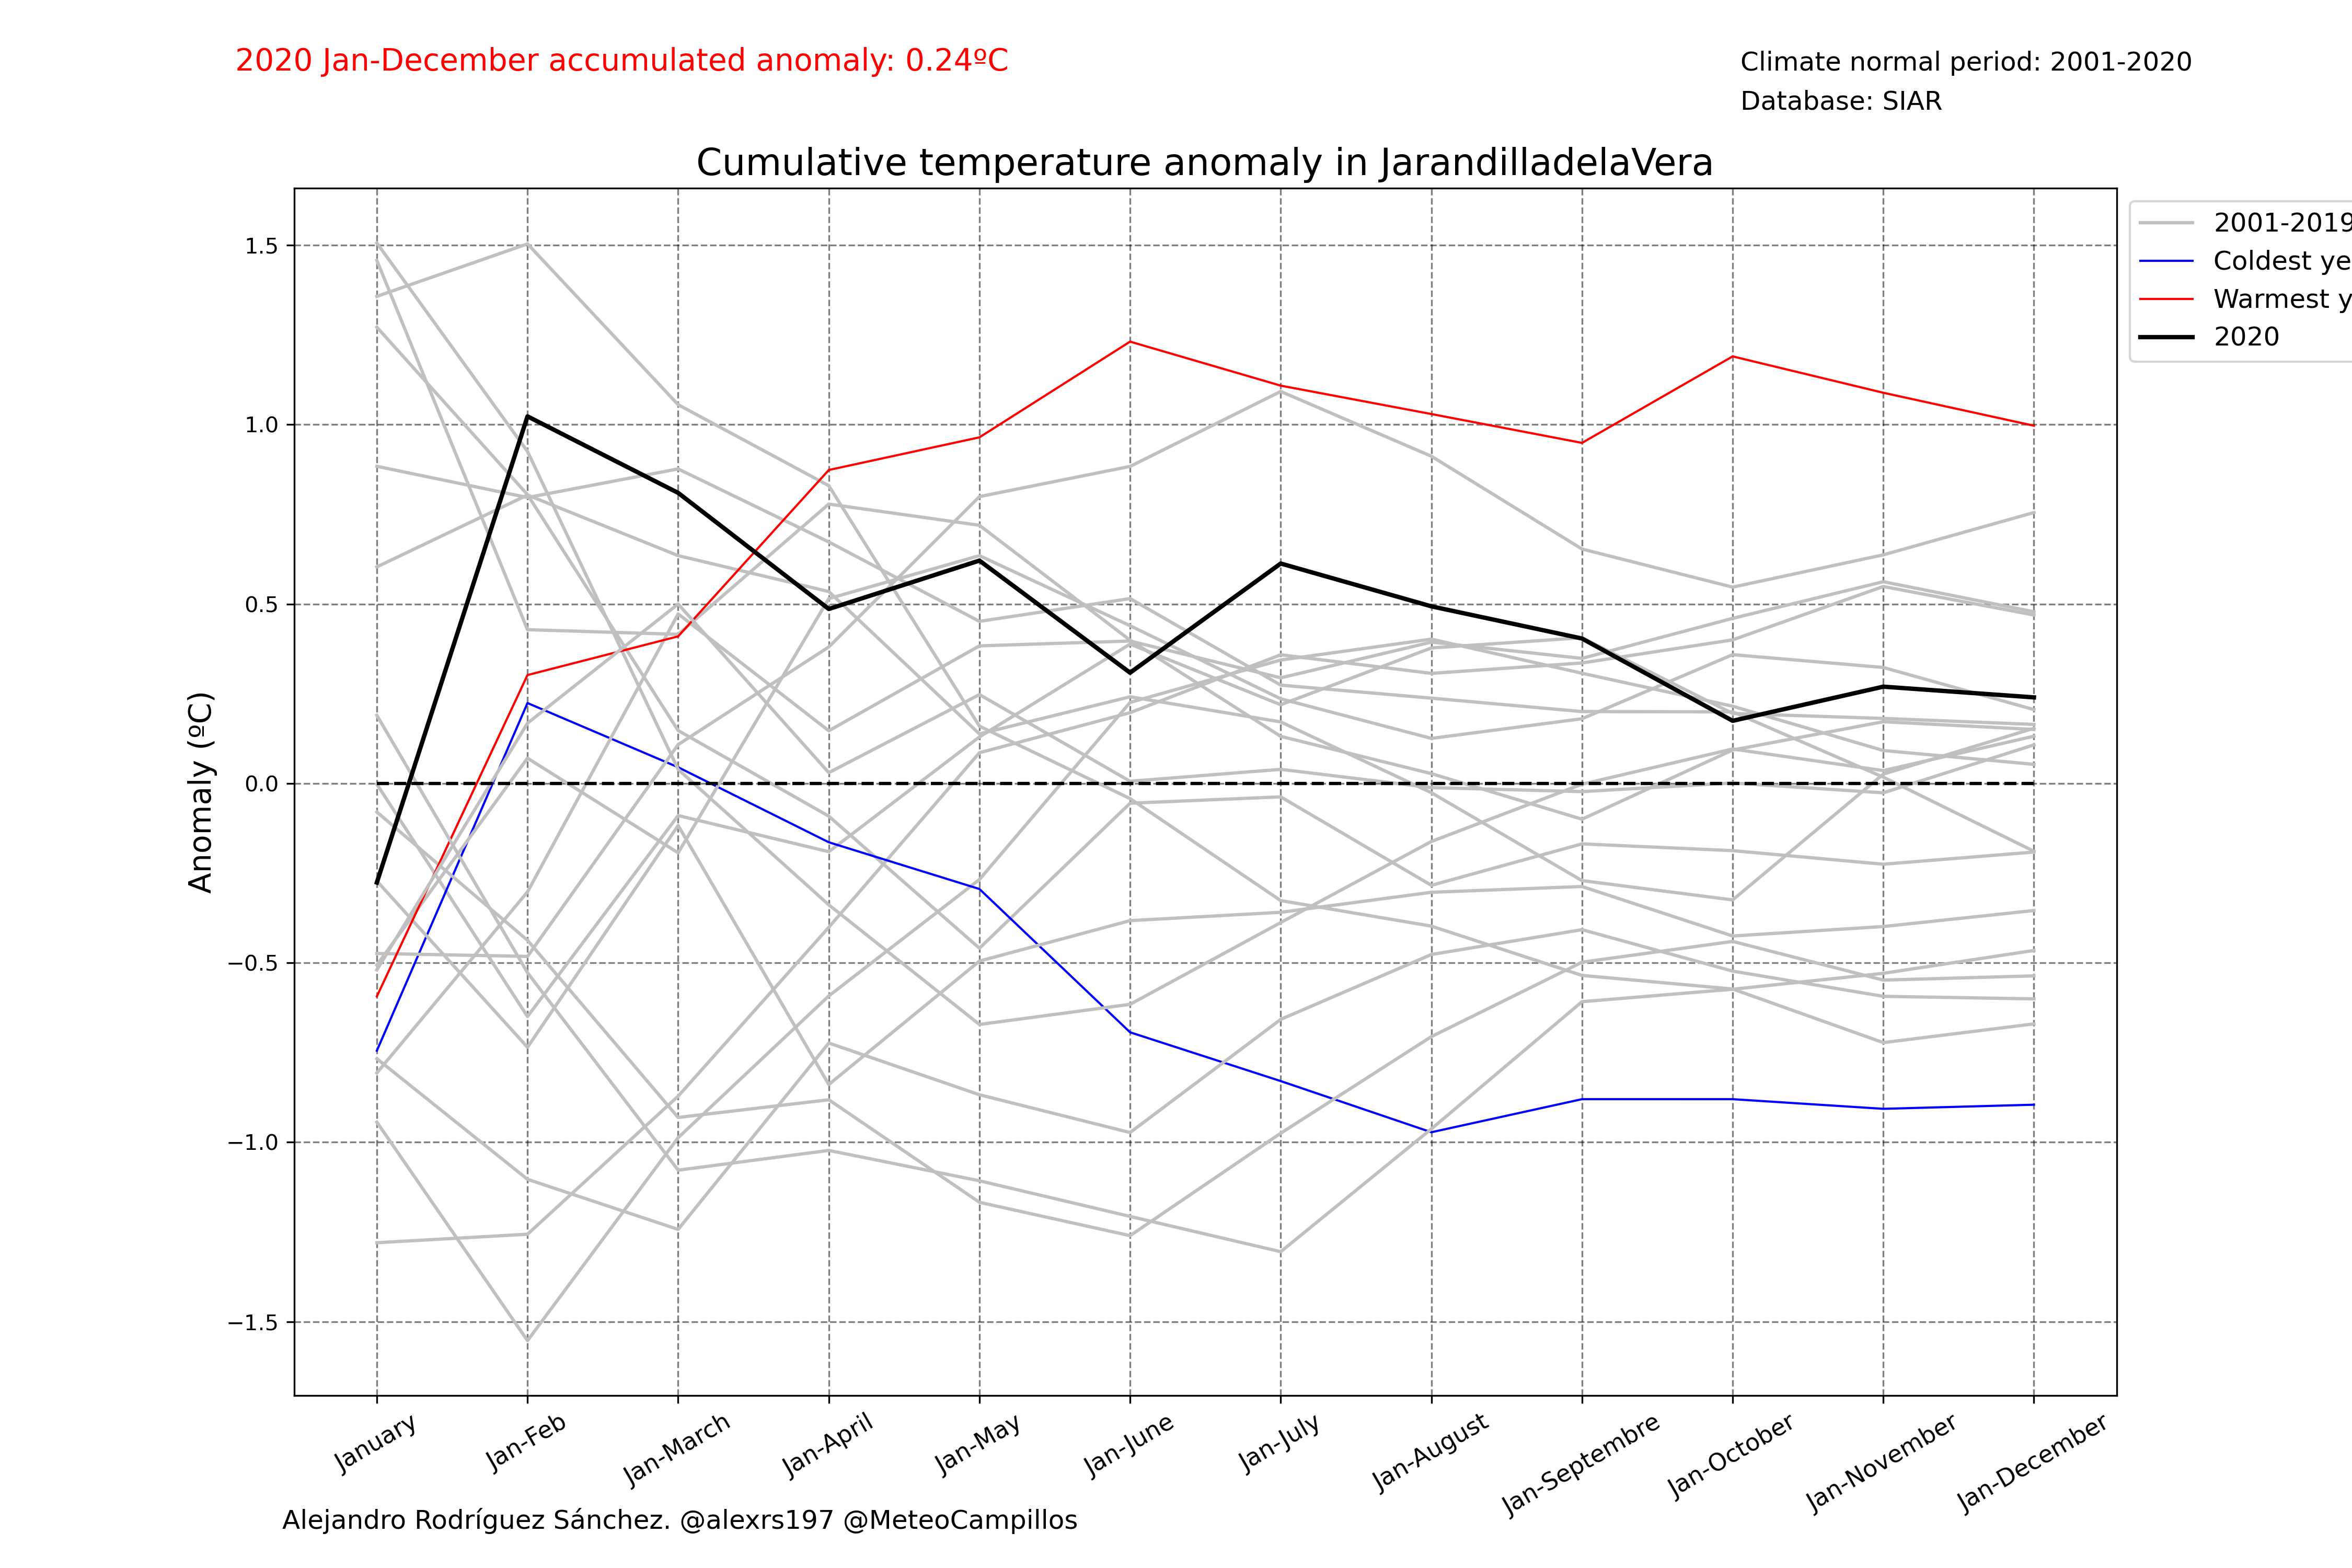 2020 Jan-December accumulated anomaly: 0.24ºC
Climate normal period: 2001-2020
Database: SIAR
Cumulative temperature anomaly in JarandilladelaVera
2001-2019
Coldest
Warmest
2020
Anomaly (ºC)
1.5
1.0
0.5
0.0
−0.5
−1.0
−1.5
January
Jan-Feb
Jan-March
Jan-April
Jan-May
Jan-June
Jan-July
Jan-August
Jan-Septembre
Jan-October
Jan-November
Jan-December
Alejandro Rodríguez Sánchez. @alexrs197 @MeteoCampillos